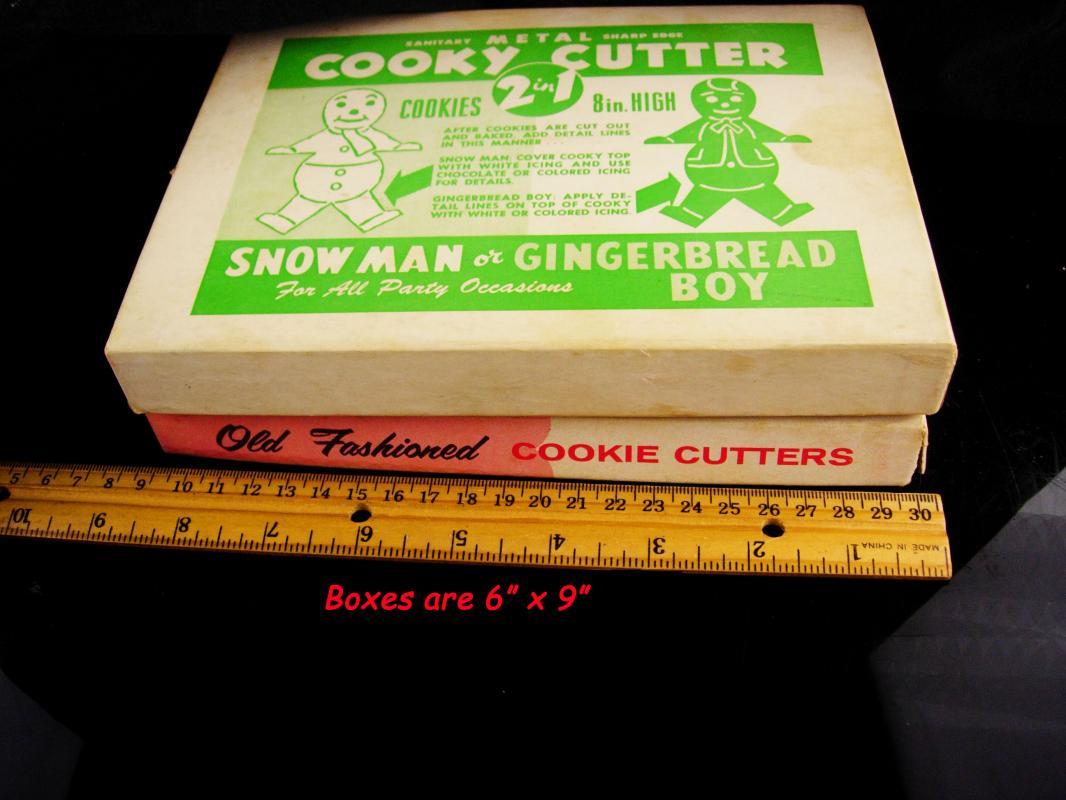 SANITARY METAL SHARP EDGE
COOKY CUTTER
2 in 1
COOKIES
8 in. HIGH
AFTER COOKIES ARE CUT OUT
AND BAKED, ADD DETAIL LINES
IN THIS MANNER . . .
SNOW MAN: COVER COOKY TOP
WITH WHITE ICING AND USE
CHOCOLATE OR COLORED ICING
FOR DETAILS.
GINGERBREAD BOY: APPLY DE-
TAIL LINES ON TOP OF COOKY
WITH WHITE OR COLORED ICING.
SNOW MAN or GINGERBREAD
BOY
For All Party Occasions
Old Fashioned COOKIE CUTTERS
5 6 7 8 9 10 11 12 13 14 15 16 17 18 19 20 21 22 23 24 25 26 27 28 29 30
10 9 8 7 6 5 4 3 2 1 MADE IN CHINA
Boxes are 6" x 9"